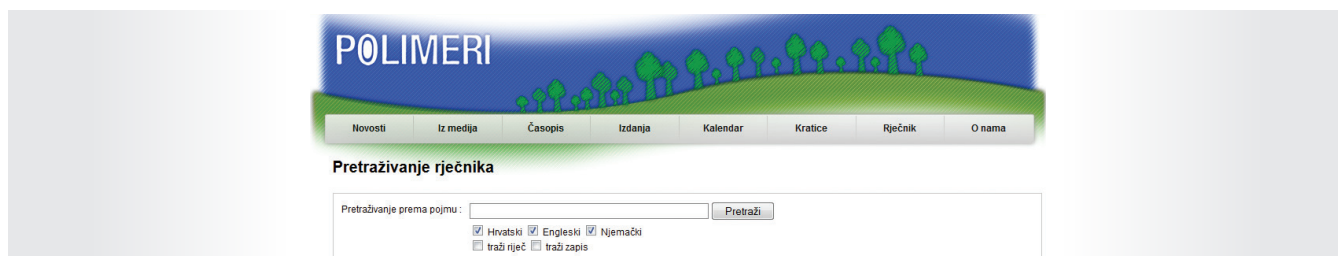 POLIMERI
Novosti Iz medija Časopis Izdanja Kalendar Kratice Rječnik O nama
Pretraživanje rječnika
Pretraživanje prema pojmu : Pretraži
Hrvatski Engleski Njemački
traži riječ traži zapis